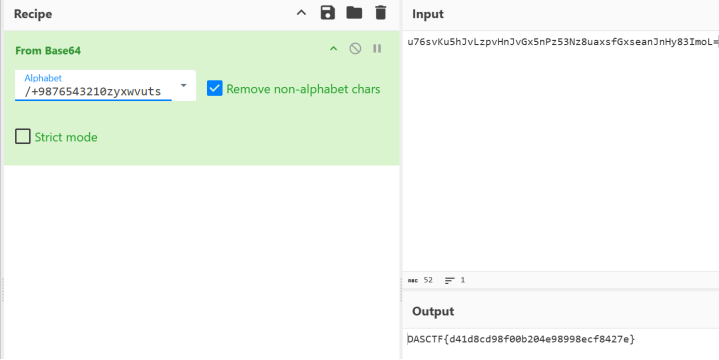 Recipe
From Base64
Alphabet
/+9876543210zyxwvuts
Remove non-alphabet chars
Strict mode
Input
u76svKu5hJvLzpvHnJvGx5nPz53Nz8uaxsfGxseanJnHy83ImoL=
ABC 52 1
Output
DASCTF{d41d8cd98f00b204e98998ecf8427e}